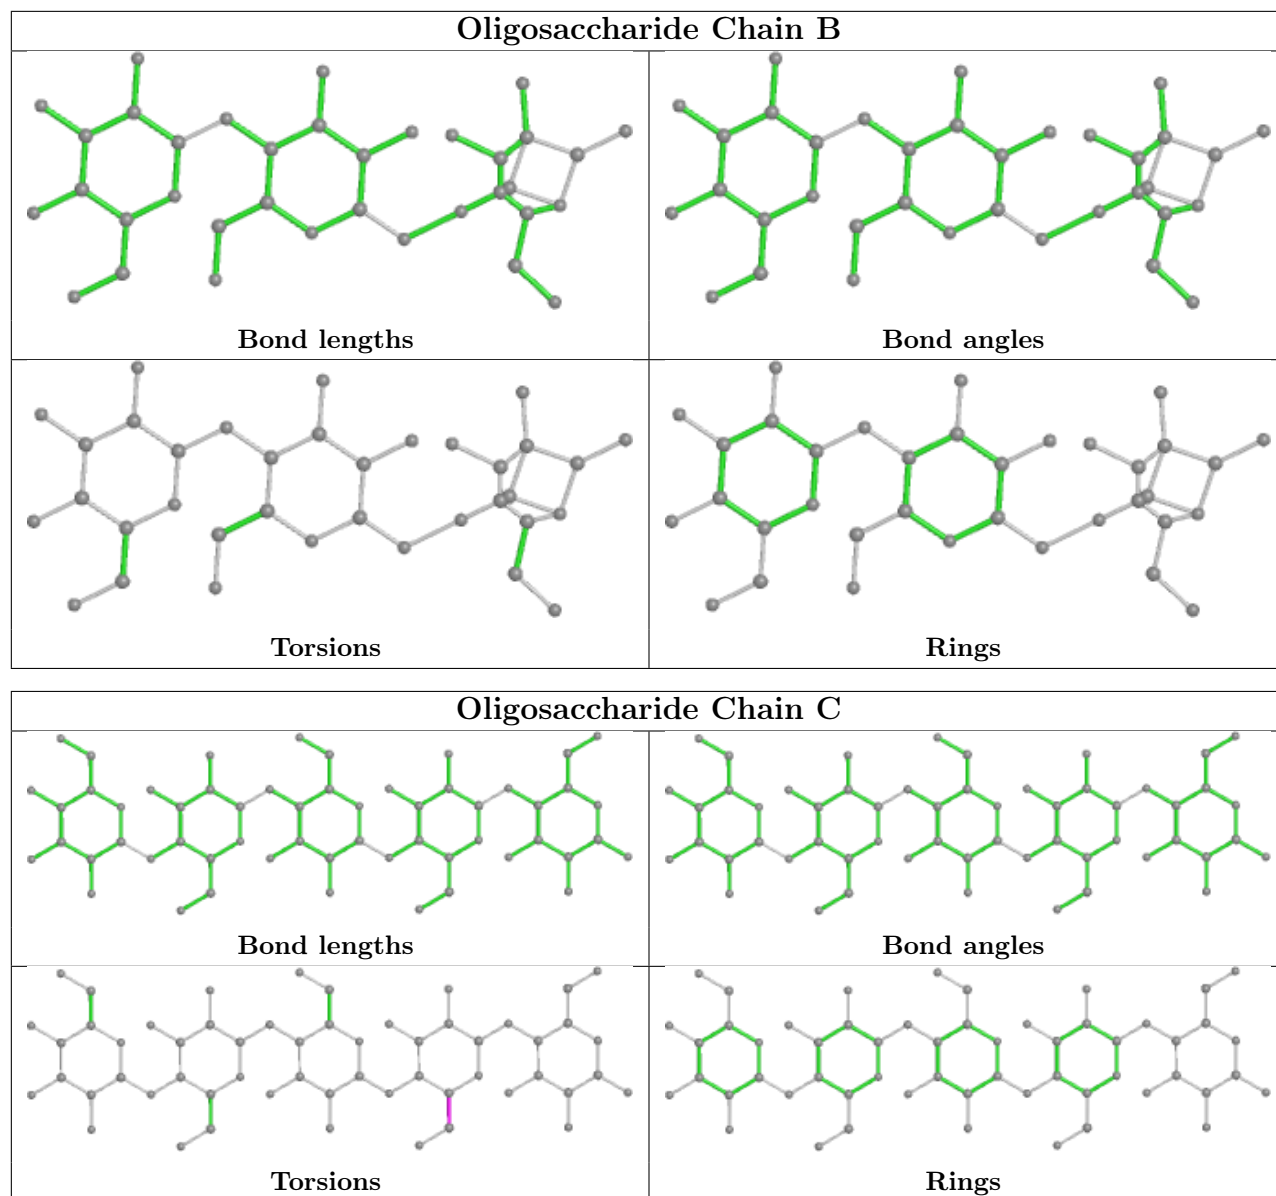 Oligosaccharide Chain B
Bond lengths
Bond angles
Torsions
Rings
Oligosaccharide Chain C
Bond lengths
Bond angles
Torsions
Rings